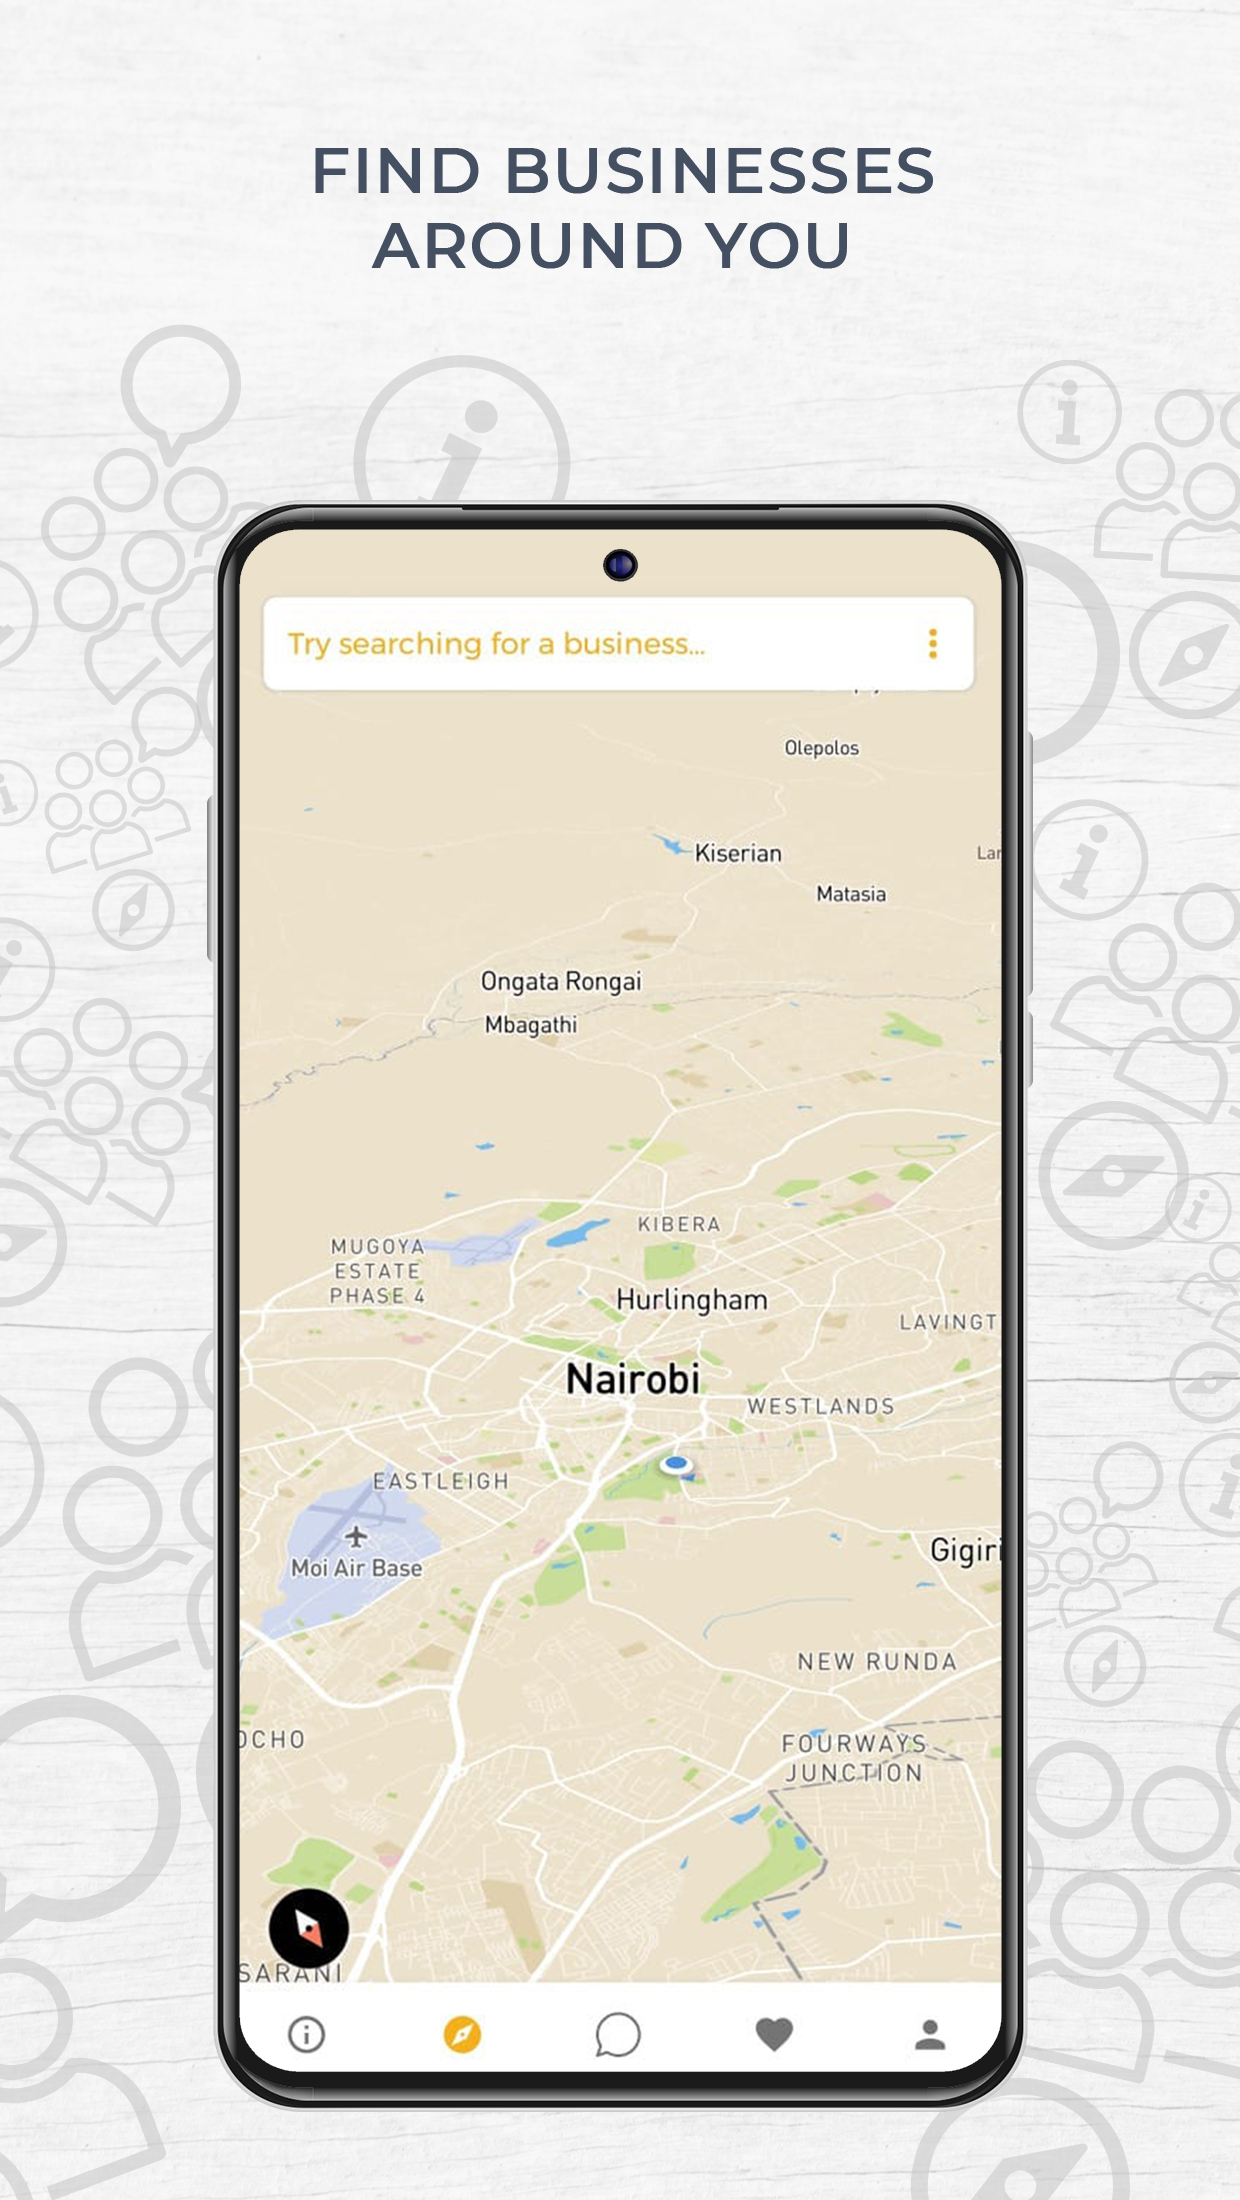 FIND BUSINESSES
AROUND YOU
Try searching for a business...
Olepolos
Kiserian
Lar
Matasia
Ongata Rongai
Mbagathi
KIBERA
MUGOYA
ESTATE
PHASE 4
Hurlingham
LAVINGT
Nairobi
WESTLANDS
EASTLEIGH
Moi Air Base
Gigiri
NEW RUNDA
OCHO
FOURWAYS
JUNCTION
SARANI